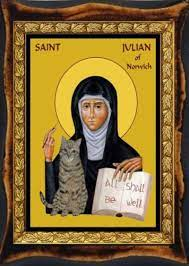 SAINT JULIAN
of
Norwich
All Shall
Be Well